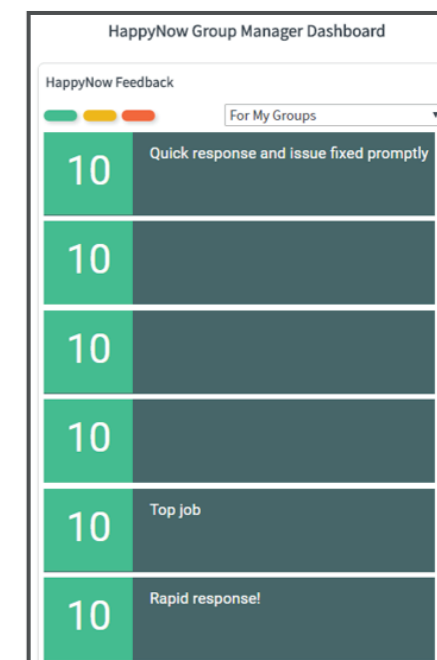 HappyNow Group Manager Dashboard
HappyNow Feedback
For My Groups
10
Quick response and issue fixed promptly
10
10
10
10
Top job
10
Rapid response!